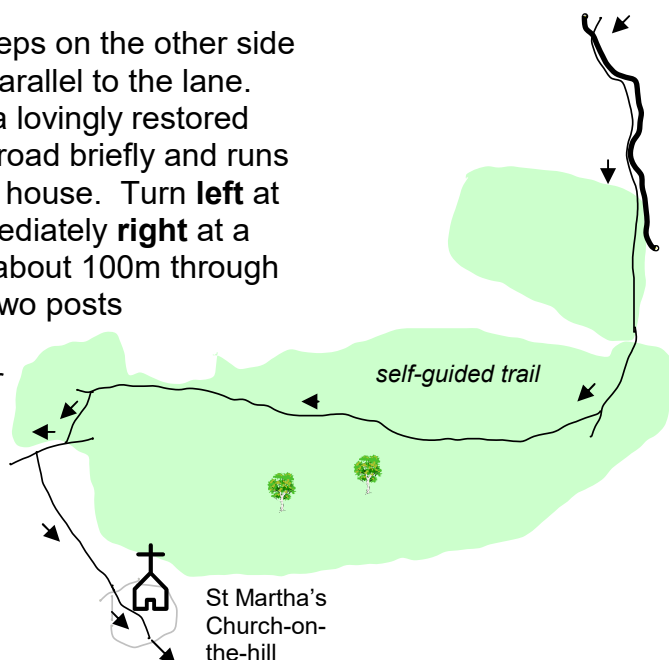 eps on the other side
arallel to the lane.
a lovingly restored
road briefly and runs
house. Turn left at
ediately right at a
about 100m through
wo posts
self-guided trail
St Martha's
Church-on-
the-hill